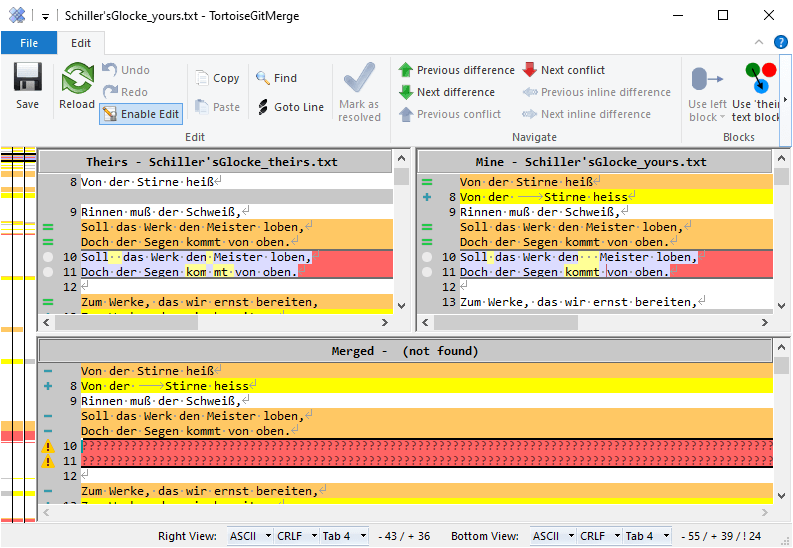 Schiller'sGlocke_yours.txt - TortoiseGitMerge
File Edit
Save
Reload
Undo
Redo
Enable Edit
Copy
Paste
Find
Goto Line
Mark as
resolved
Previous difference
Next difference
Previous conflict
Next conflict
Previous inline difference
Next inline difference
Use left
block
Use 'their
text block
Edit Navigate Blocks
Theirs - Schiller'sGlocke_theirs.txt
8 Von·der·Stirne·heiß
9 Rinnen·muß·der·Schweiß,
Soll·das·Werk·den·Meister·loben,
Doch·der·Segen·kommt·von·oben.
10 Soll··das·Werk·den·Meister·loben,
11 Doch·der·Segen·kom·mt·von·oben.
12
Zum·Werke,·das·wir·ernst·bereiten,
Mine - Schiller'sGlocke_yours.txt
Von·der·Stirne·heiß
8 Von·der·Stirne·heiss
9 Rinnen·muß·der·Schweiß,
Soll·das·Werk·den·Meister·loben,
Doch·der·Segen·kommt·von·oben.
10 Soll·das·Werk·den···Meister·loben,
11 Doch·der·Segen·kommt·von·oben.
12
13 Zum·Werke,·das·wir·ernst·bereiten,
Merged - (not found)
Von·der·Stirne·heiß
8 Von·der·Stirne·heiss
9 Rinnen·muß·der·Schweiß,
Soll·das·Werk·den·Meister·loben,
Doch·der·Segen·kommt·von·oben.
10 ????????????????????????????????????????????????????????????????????????????????????????????
11 ????????????????????????????????????????????????????????????????????????????????????????????
12
Zum·Werke,·das·wir·ernst·bereiten,
Right View: ASCII CRLF Tab 4 - 43 / + 36 Bottom View: ASCII CRLF Tab 4 - 55 / + 39 / ! 24